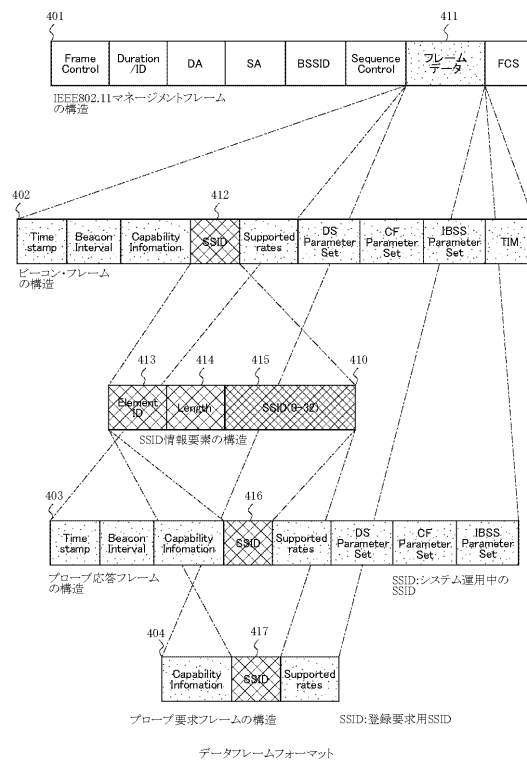 401
411
Frame Control
Duration /ID
DA
SA
BSSID
Sequence Control
フレーム データ
FCS
IEEE802.11マネージメントフレーム
の構造
402
412
Time stamp
Beacon Interval
Capability Infomation
SSID
Supported rates
DS Parameter Set
CF Parameter Set
IBSS Parameter Set
TIM
ビーコン・フレーム
の構造
413
414
415
410
Element ID
Length
SSID(0-32)
SSID情報要素の構造
403
416
Time stamp
Beacon Interval
Capability Infomation
SSID
Supported rates
DS Parameter Set
CF Parameter Set
IBSS Parameter Set
プローブ応答フレーム
の構造
SSID:システム運用中の
SSID
404
417
Capability Infomation
SSID
Supported rates
プローブ要求フレームの構造
SSID:登録要求用SSID
データフレームフォーマット